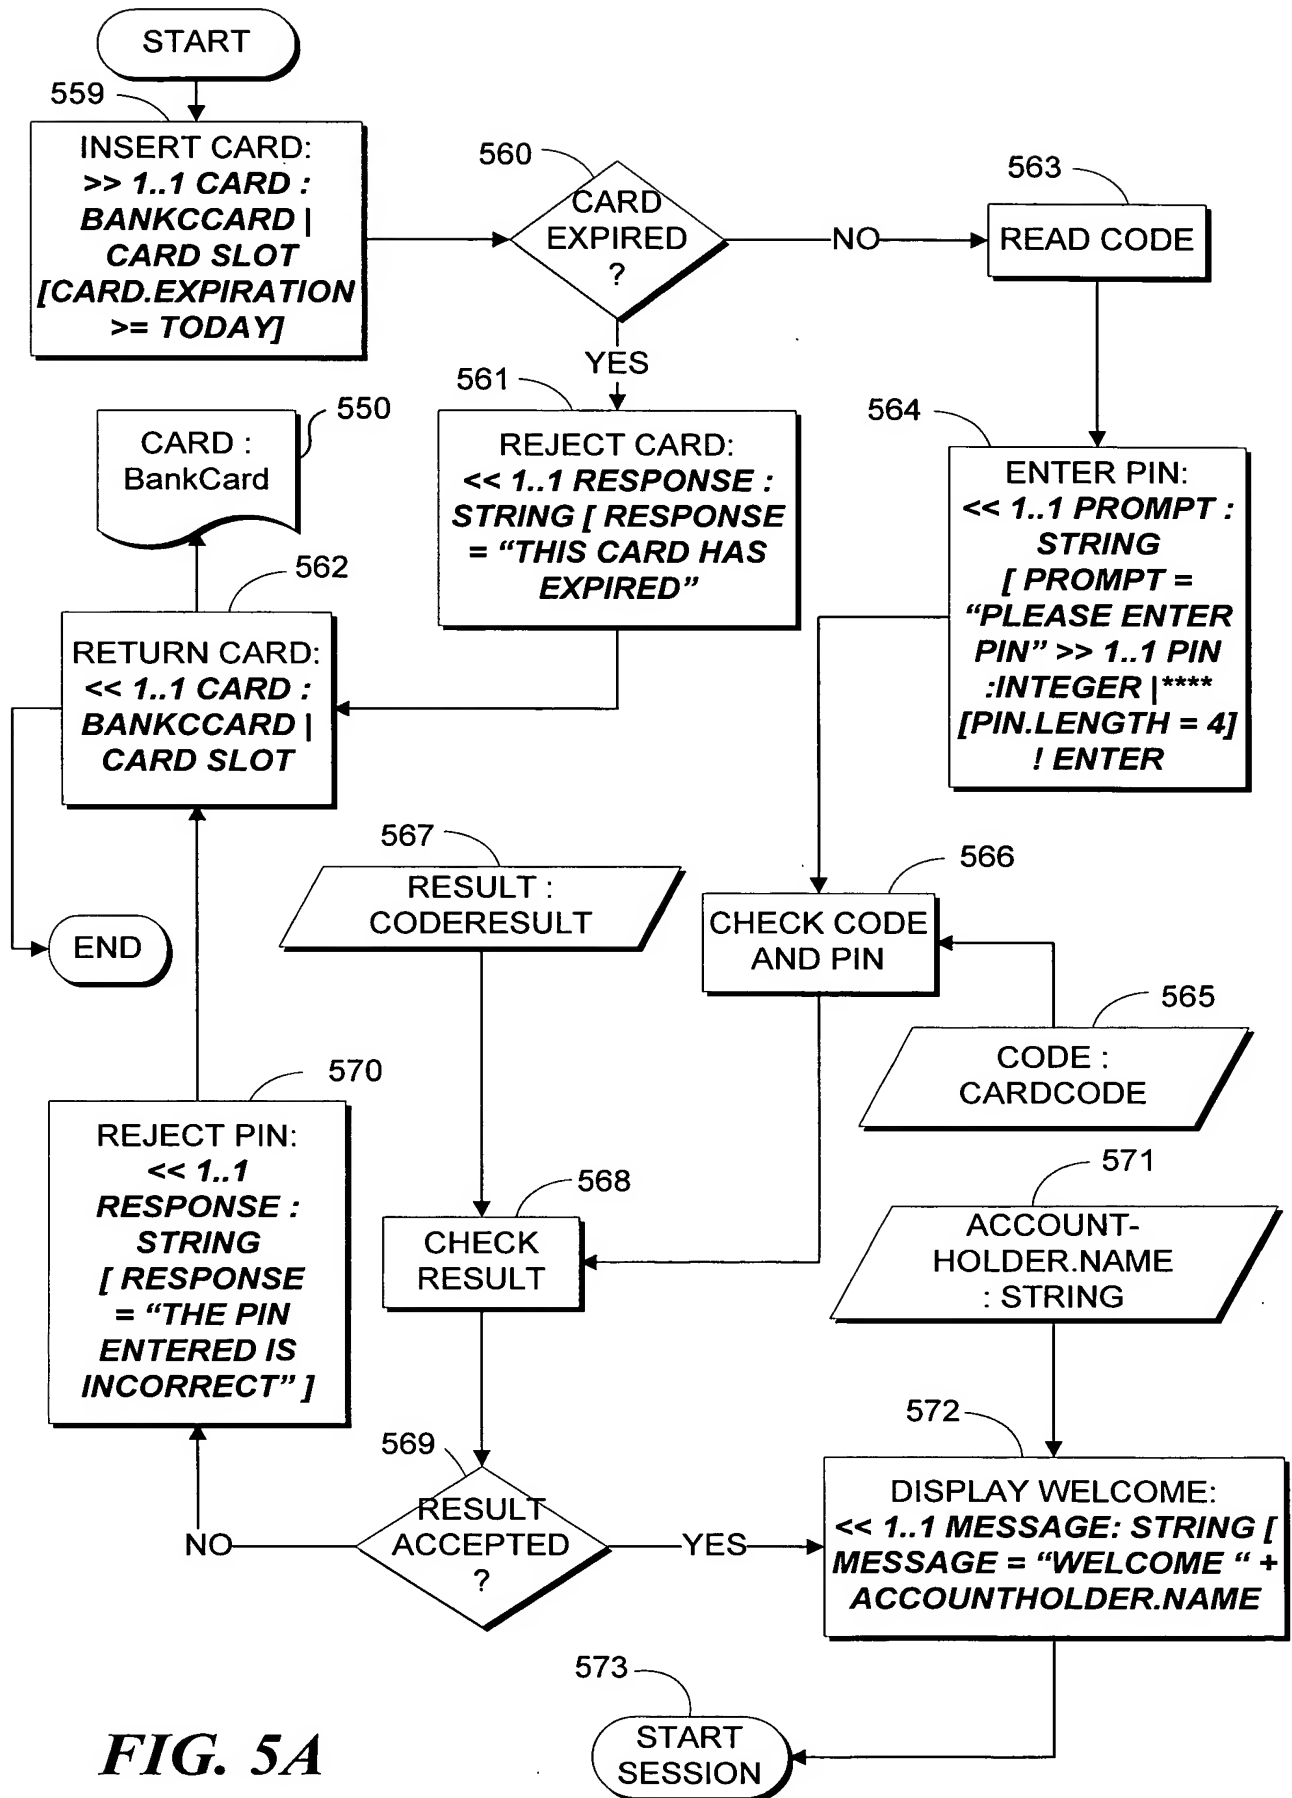 START
559
INSERT CARD:
>> 1..1 CARD :
BANKCCARD |
CARD SLOT
[CARD.EXPIRATION
>= TODAY]
560
CARD
EXPIRED
?
NO
YES
563
READ CODE
561
REJECT CARD:
<< 1..1 RESPONSE :
STRING [ RESPONSE
= “THIS CARD HAS
EXPIRED”
550
CARD :
BankCard
564
ENTER PIN:
<< 1..1 PROMPT :
STRING
[ PROMPT =
“PLEASE ENTER
PIN” >> 1..1 PIN
:INTEGER |****
[PIN.LENGTH = 4]
! ENTER
562
RETURN CARD:
<< 1..1 CARD :
BANKCCARD |
CARD SLOT
END
567
RESULT :
CODERESULT
566
CHECK CODE
AND PIN
565
CODE :
CARDCODE
570
REJECT PIN:
<< 1..1
RESPONSE :
STRING
[ RESPONSE
= “THE PIN
ENTERED IS
INCORRECT” ]
568
CHECK
RESULT
571
ACCOUNT-
HOLDER.NAME
: STRING
569
RESULT
ACCEPTED
?
NO
YES
572
DISPLAY WELCOME:
<< 1..1 MESSAGE: STRING [
MESSAGE = “WELCOME “ +
ACCOUNTHOLDER.NAME
573
START
SESSION
FIG. 5A